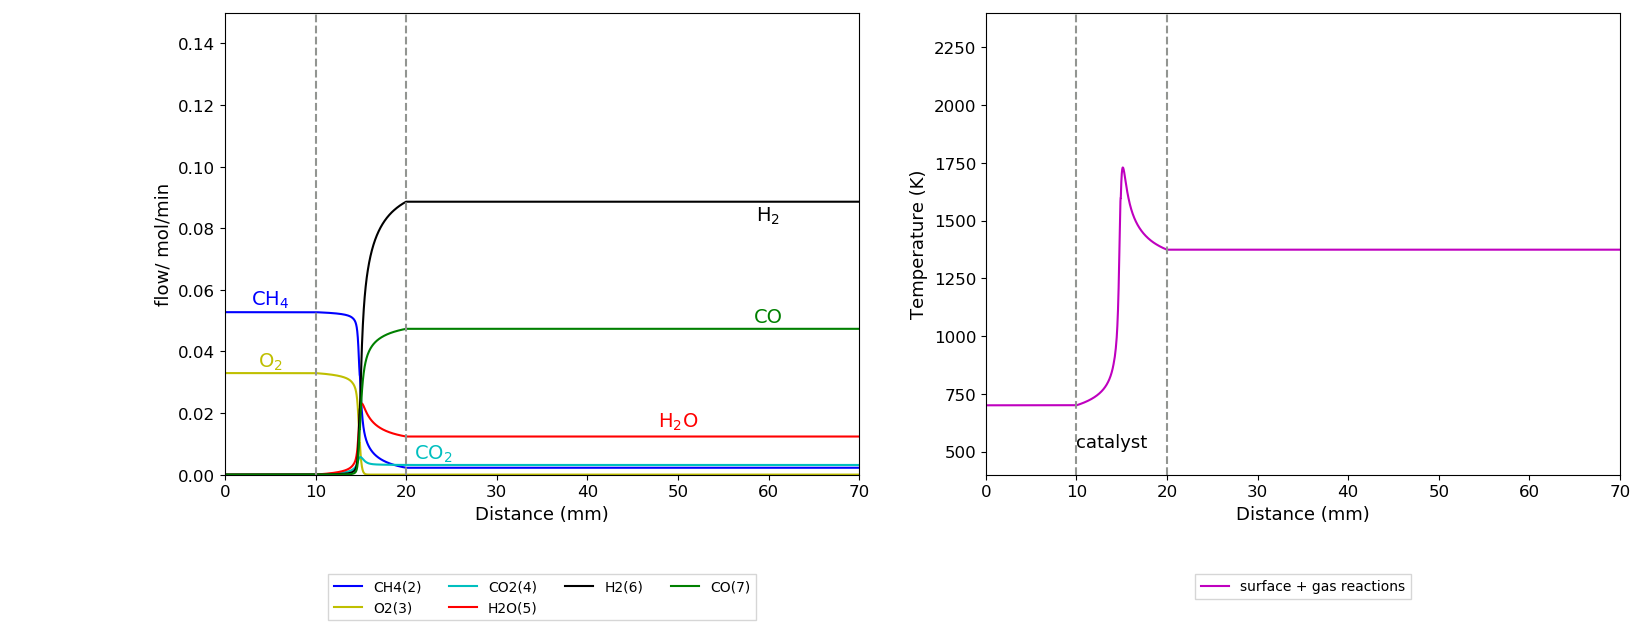 0.14
0.12
0.10
0.08
0.06
0.04
0.02
0.00
flow/ mol/min
CH₄
O₂
H₂
CO
H₂O
CO₂
0 10 20 30 40 50 60 70
Distance (mm)
CH4(2) CO2(4) H2(6) CO(7)
O2(3) H2O(5)
2250
2000
1750
1500
1250
1000
750
500
Temperature (K)
catalyst
0 10 20 30 40 50 60 70
Distance (mm)
surface + gas reactions